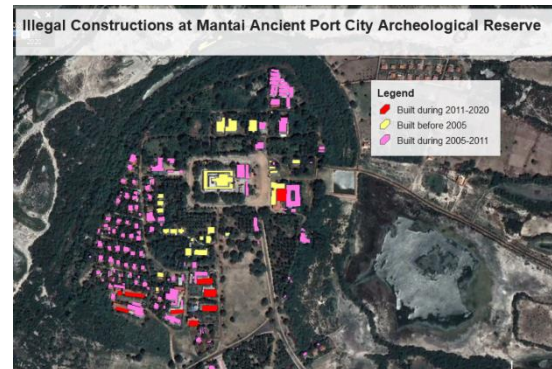 Illegal Constructions at Mantai Ancient Port City Archeological Reserve
Legend
Built during 2011-2020
Built before 2005
Built during 2005-2011